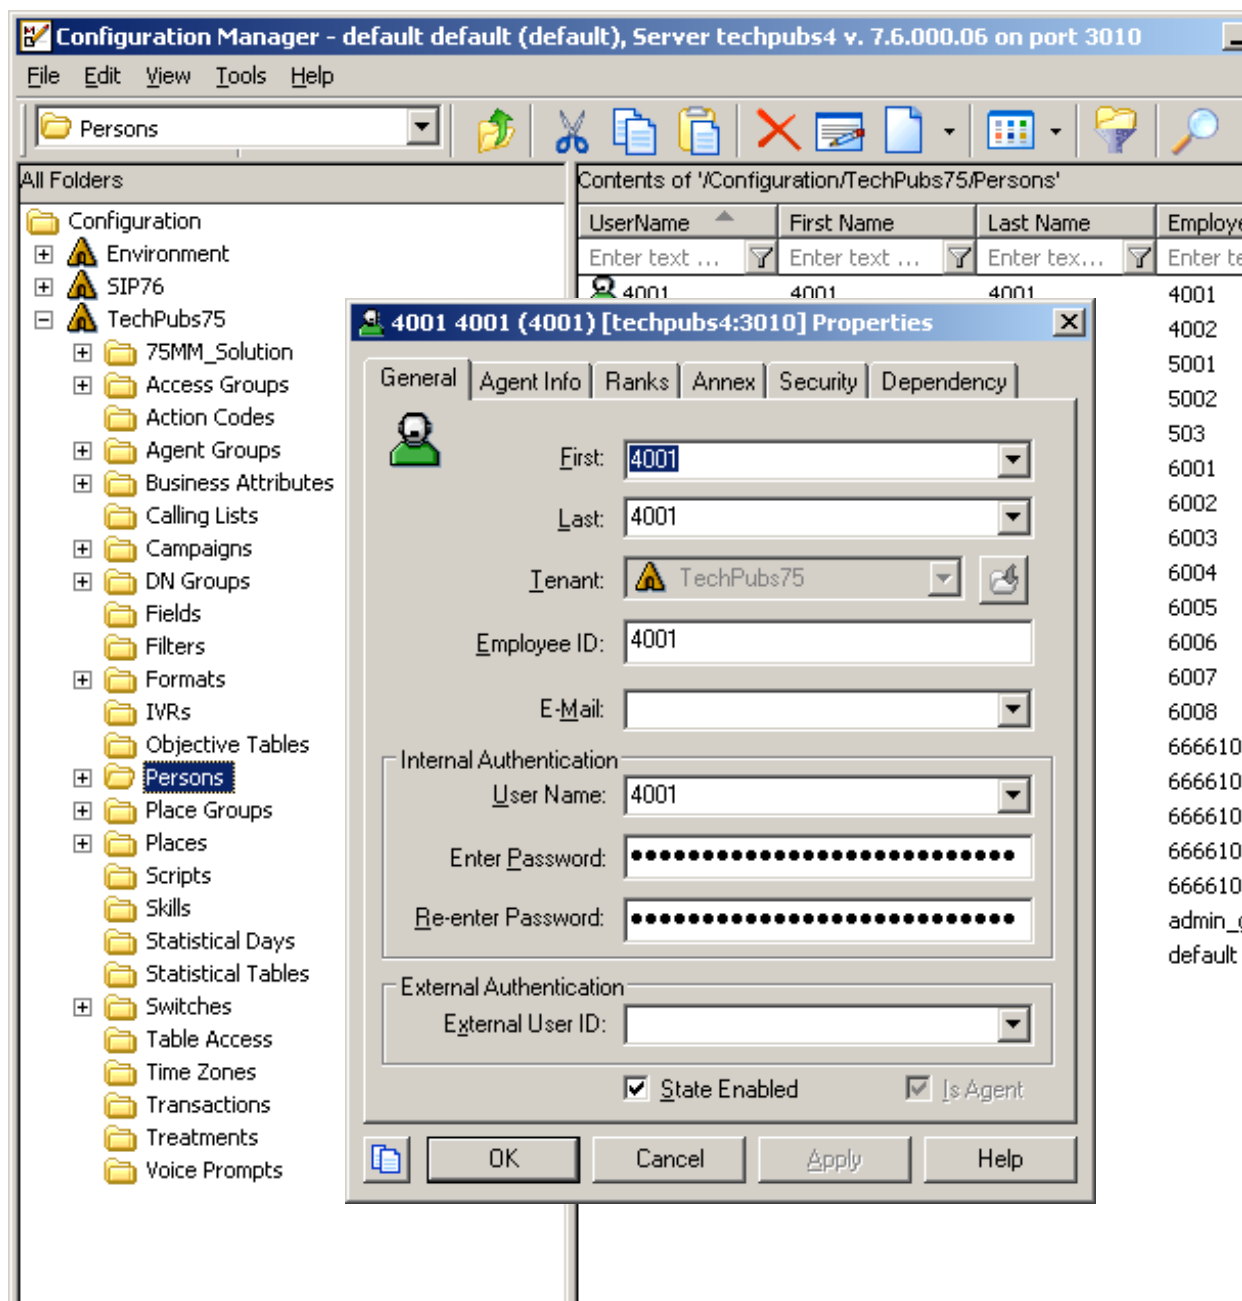 Configuration Manager - default default (default), Server techpubs4 v. 7.6.000.06 on port 3010
File Edit View Tools Help
Persons
All Folders
Contents of '/Configuration/TechPubs75/Persons'
Configuration
Environment
SIP76
TechPubs75
75MM_Solution
Access Groups
Action Codes
Agent Groups
Business Attributes
Calling Lists
Campaigns
DN Groups
Fields
Filters
Formats
IVRs
Objective Tables
Persons
Place Groups
Places
Scripts
Skills
Statistical Days
Statistical Tables
Switches
Table Access
Time Zones
Transactions
Treatments
Voice Prompts
UserName First Name Last Name Employe
Enter text ... Enter text ... Enter tex... Enter te
4001 4001 4001 4001
4002
5001
5002
503
6001
6002
6003
6004
6005
6006
6007
6008
666610
666610
666610
666610
666610
admin_g
default
4001 4001 (4001) [techpubs4:3010] Properties
General Agent Info Ranks Annex Security Dependency
First: 4001
Last: 4001
Tenant: TechPubs75
Employee ID: 4001
E-Mail:
Internal Authentication
User Name: 4001
Enter Password: •••••••••••••••••••••••••••
Re-enter Password: •••••••••••••••••••••••••••
External Authentication
External User ID:
State Enabled Is Agent
OK Cancel Apply Help